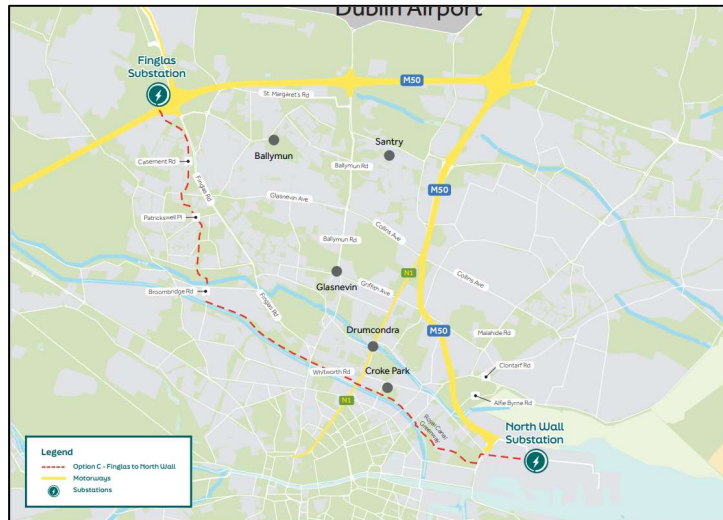 Dublin Airport
Finglas
Substation
M50
St. Margaret's Rd
Ballymun
Santry
Casement Rd
Ballymun Rd
M50
Finglas Rd
Glasnevin Ave
Patrickswell Pl
Collins Ave
Ballymun Rd
N1
Collins Ave
Glasnevin
Griffith Ave
Broombridge Rd
Finglas Rd
Drumcondra
M50
Malahide Rd
Clontarf Rd
Whitworth Rd
Croke Park
Alfie Byrne Rd
N1
Royal Canal
Greenway
North Wall
Substation
Legend
Option C - Finglas to North Wall
Motorways
Substations